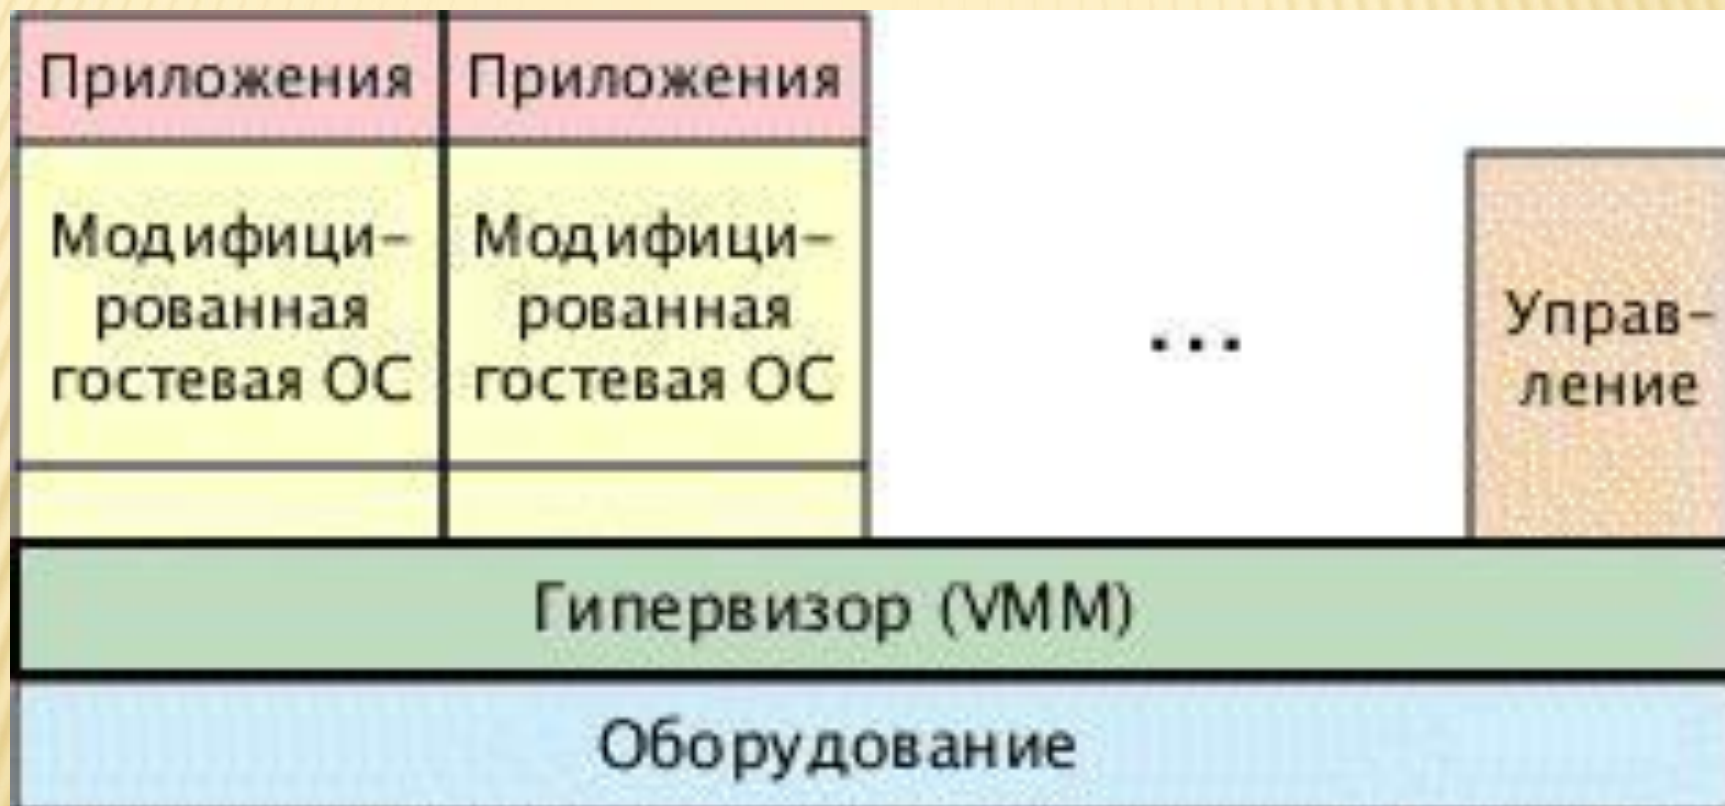 Приложения
Модифици-
рованная
гостевая ОС
Приложения
Модифици-
рованная
гостевая ОС
...
Управ-
ление
Гипервизор (VMM)
Оборудование